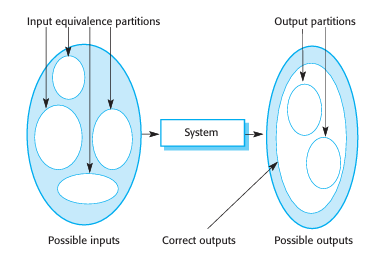 Input equivalence partitions
Output partitions
System
Possible inputs
Correct outputs
Possible outputs